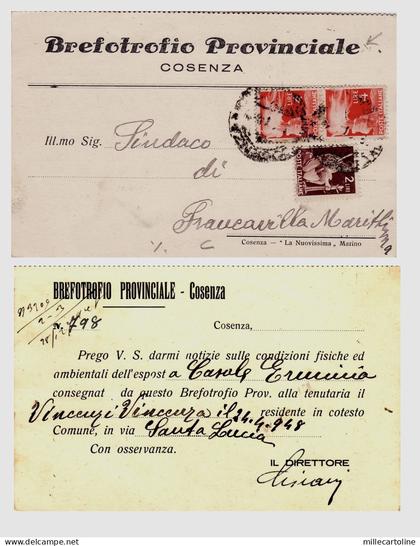 Brefotrofio Provinciale
COSENZA
Ill.mo Sig. Sindaco
di
Francavilla Marittima
Cosenza - "La Nuovissima", Marino
BREFOTROFIO PROVINCIALE - Cosenza
N. 798
Cosenza,
Prego V. S. darmi notizie sulle condizioni fisiche ed
ambientali dell'espost a Casole Erminia
consegnat da questo Brefotrofio Prov. alla tenutaria il
Vincenzi Vincenza il 24.4.948 residente in cotesto
Comune, in via Santa Lucia
Con osservanza.
IL DIRETTORE
Delcampe.net
millecartoline